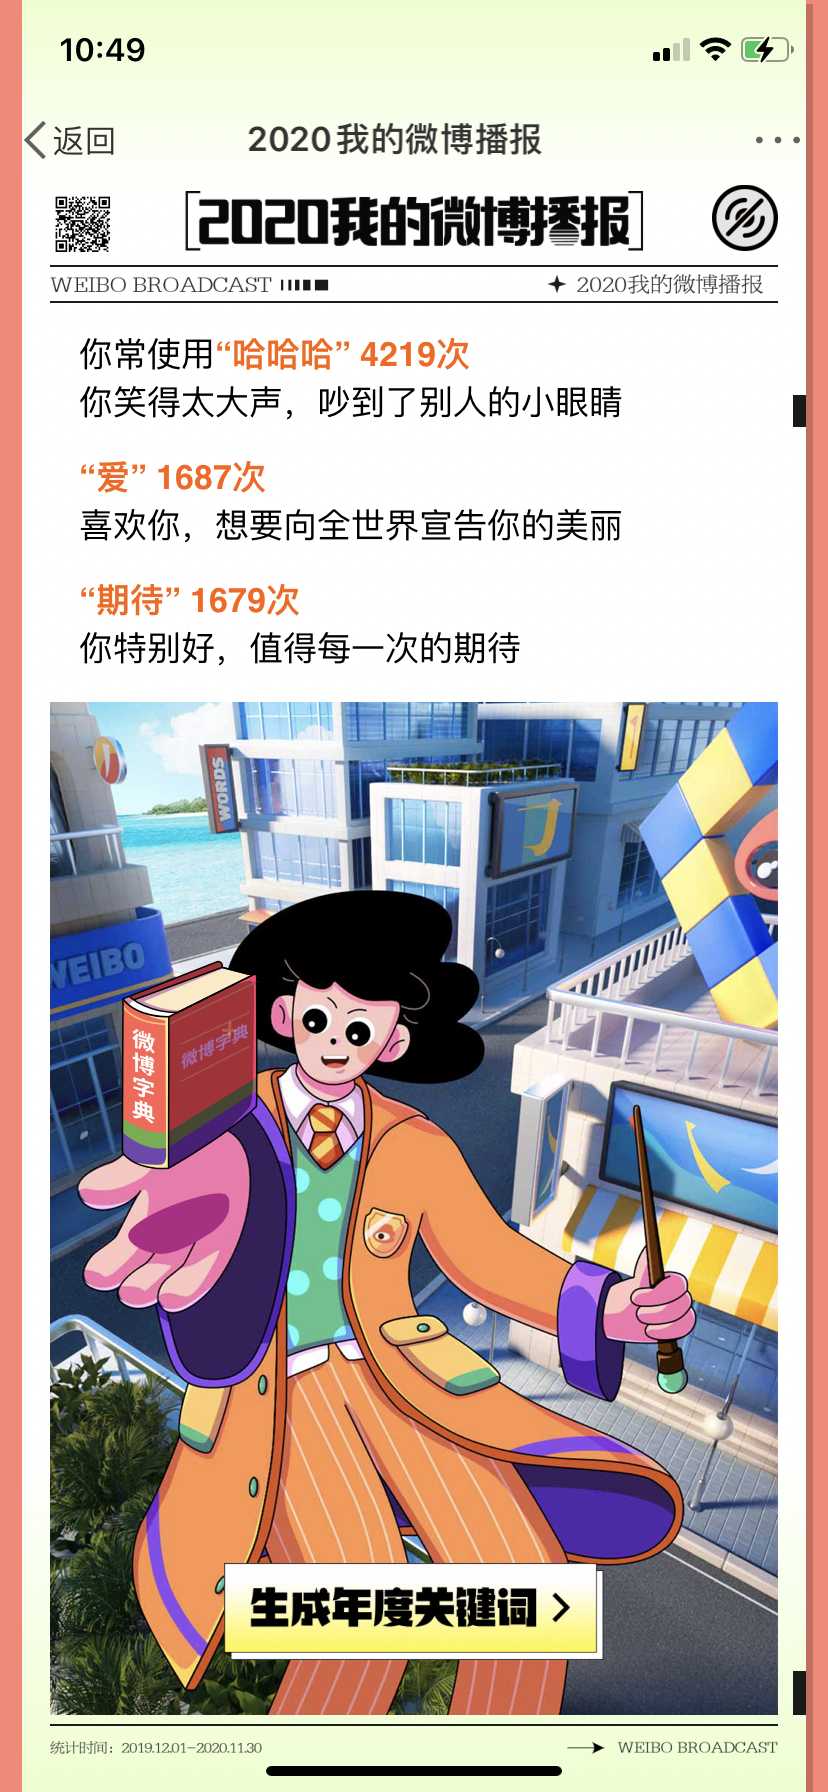 10:49
返回
2020我的微博播报
2020我的微博播报
WEIBO BROADCAST
2020我的微博播报
你常使用“哈哈哈” 4219次
你笑得太大声，吵到了别人的小眼睛
“爱” 1687次
喜欢你，想要向全世界宣告你的美丽
“期待” 1679次
你特别好，值得每一次的期待
WORDS
WEIBO
微博字典
微博字典
生成年度关键词
统计时间：2019.12.01-2020.11.30
WEIBO BROADCAST